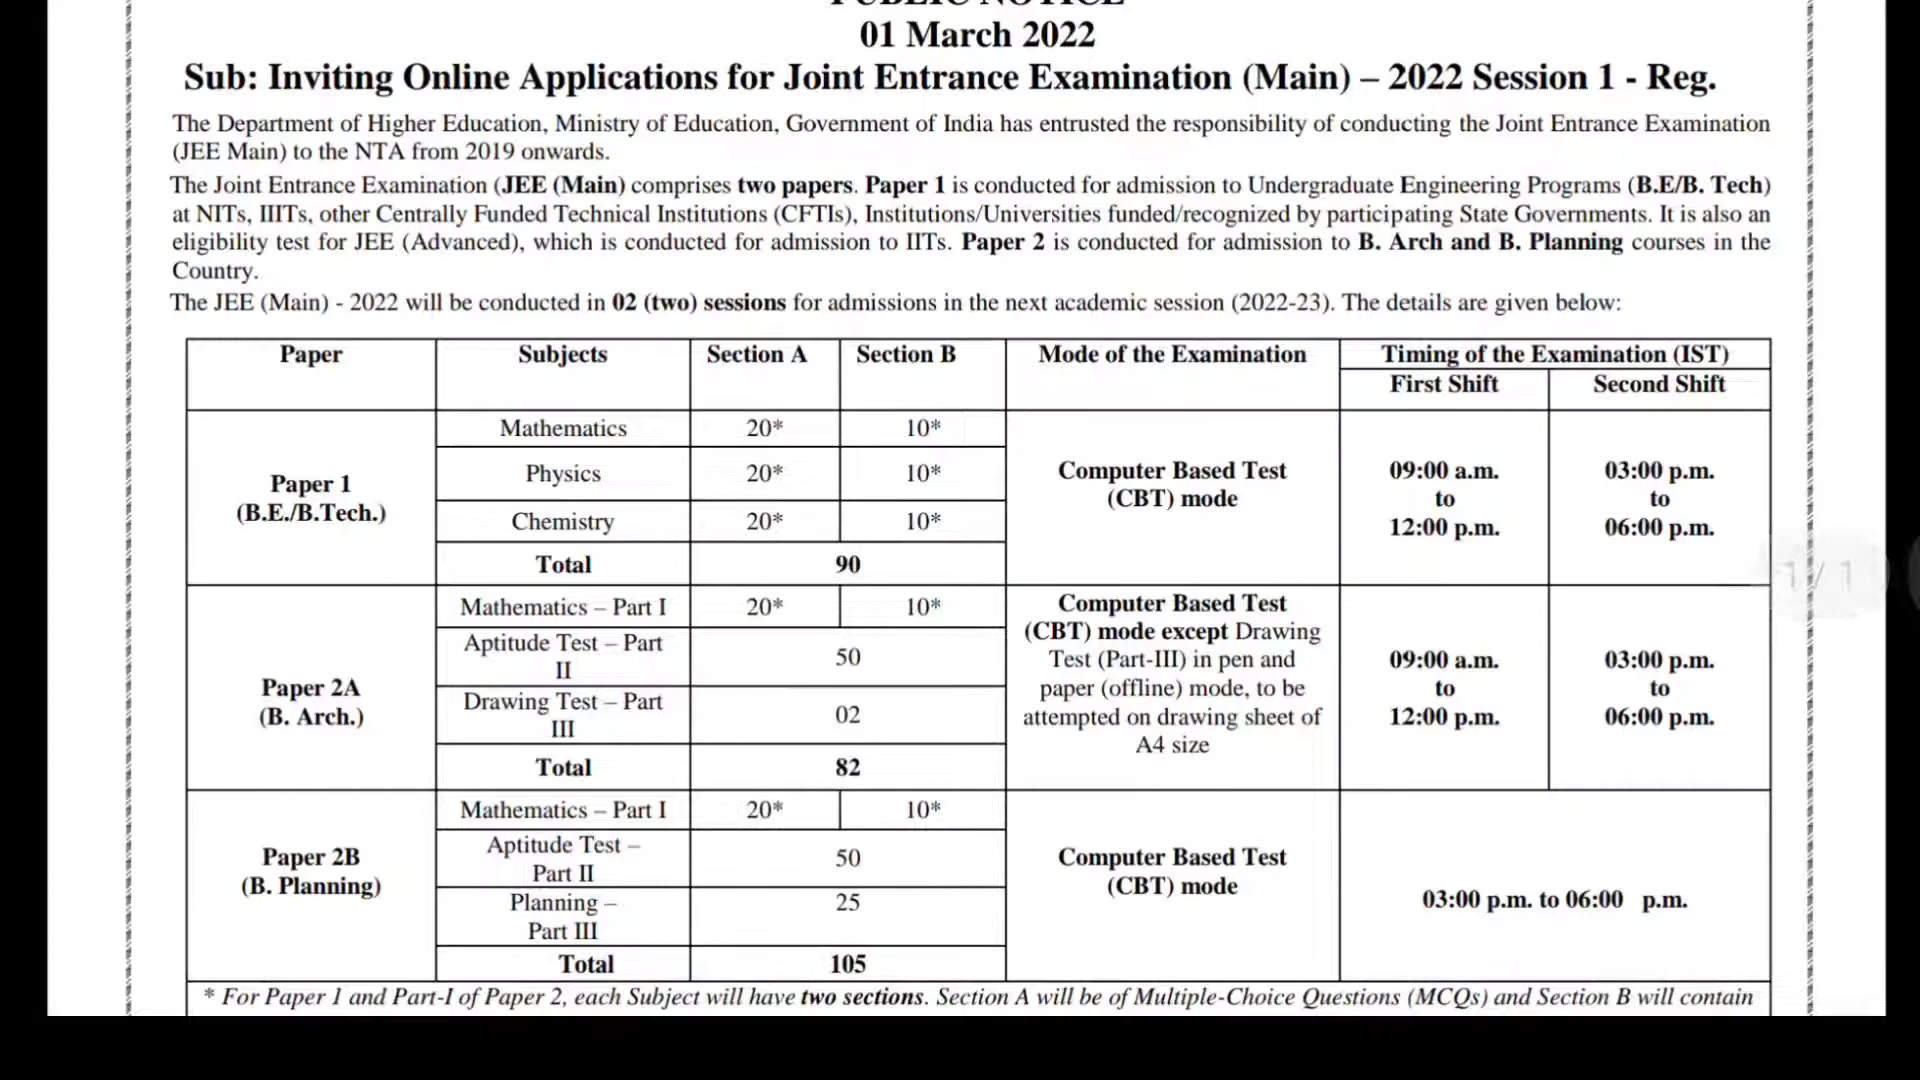 PUBLIC NOTICE
01 March 2022
Sub: Inviting Online Applications for Joint Entrance Examination (Main) – 2022 Session 1 - Reg.
The Department of Higher Education, Ministry of Education, Government of India has entrusted the responsibility of conducting the Joint Entrance Examination
(JEE Main) to the NTA from 2019 onwards.
The Joint Entrance Examination (JEE (Main) comprises two papers. Paper 1 is conducted for admission to Undergraduate Engineering Programs (B.E/B. Tech)
at NITs, IIITs, other Centrally Funded Technical Institutions (CFTIs), Institutions/Universities funded/recognized by participating State Governments. It is also an
eligibility test for JEE (Advanced), which is conducted for admission to IITs. Paper 2 is conducted for admission to B. Arch and B. Planning courses in the
Country.
The JEE (Main) - 2022 will be conducted in 02 (two) sessions for admissions in the next academic session (2022-23). The details are given below:
Paper Subjects Section A Section B Mode of the Examination Timing of the Examination (IST)
First Shift Second Shift
Paper 1
(B.E./B.Tech.)
Mathematics 20* 10*
Physics 20* 10*
Chemistry 20* 10*
Total 90
Computer Based Test
(CBT) mode
09:00 a.m.
to
12:00 p.m.
03:00 p.m.
to
06:00 p.m.
1/1
Paper 2A
(B. Arch.)
Mathematics – Part I 20* 10*
Aptitude Test – Part
II
50
Drawing Test – Part
III
02
Total 82
Computer Based Test
(CBT) mode except Drawing
Test (Part-III) in pen and
paper (offline) mode, to be
attempted on drawing sheet of
A4 size
09:00 a.m.
to
12:00 p.m.
03:00 p.m.
to
06:00 p.m.
Paper 2B
(B. Planning)
Mathematics – Part I 20* 10*
Aptitude Test –
Part II
50
Planning –
Part III
25
Total 105
Computer Based Test
(CBT) mode
03:00 p.m. to 06:00 p.m.
* For Paper 1 and Part-I of Paper 2, each Subject will have two sections. Section A will be of Multiple-Choice Questions (MCQs) and Section B will contain